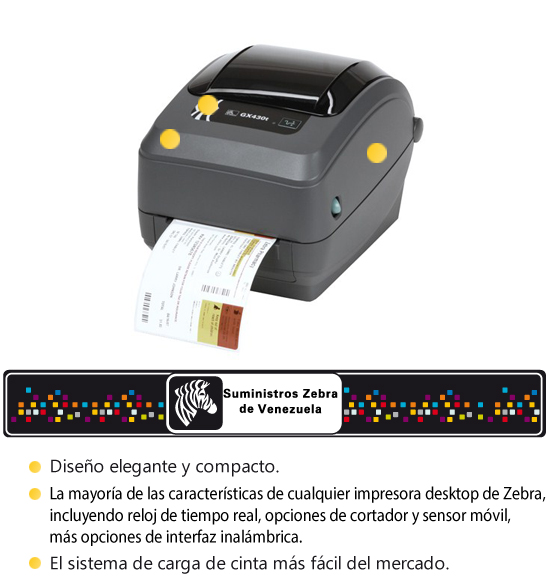 GX430t
Suministros Zebra
de Venezuela
Diseño elegante y compacto.
La mayoría de las características de cualquier impresora desktop de Zebra,
incluyendo reloj de tiempo real, opciones de cortador y sensor móvil,
más opciones de interfaz inalámbrica.
El sistema de carga de cinta más fácil del mercado.